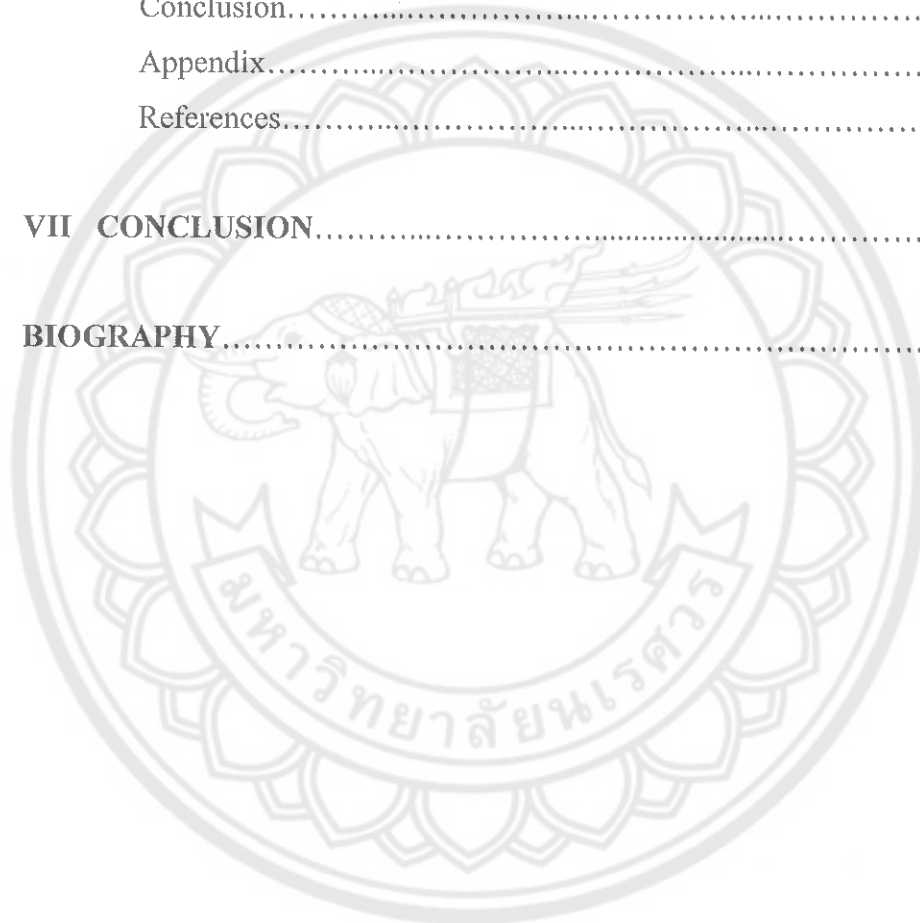 Conclusion..............................................................
Appendix..............................................................
References..............................................................
VII CONCLUSION..............................................................
BIOGRAPHY..............................................................
มหาวิทยาลัยนเรศวร